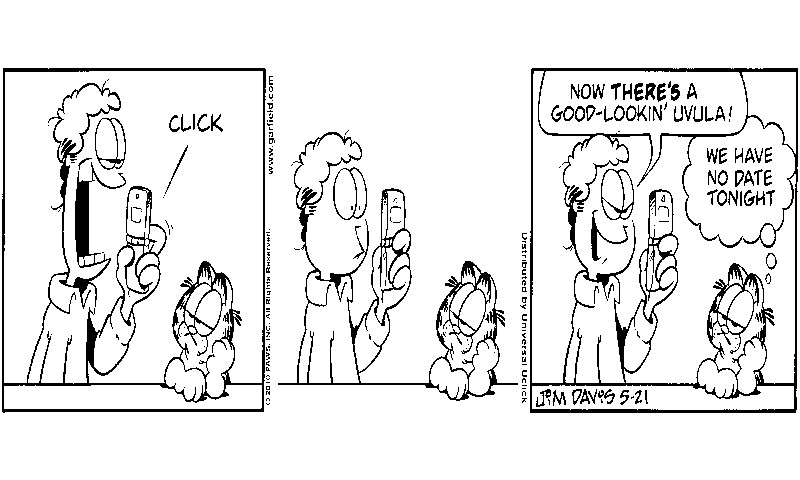 CLICK
www.garfield.com
© 2010 PAWS, INC. All Rights Reserved.
Distributed by Universal Uclick
NOW THERE'S A
GOOD-LOOKIN' UVULA!
WE HAVE
NO DATE
TONIGHT
JIM DAVIS 5-21